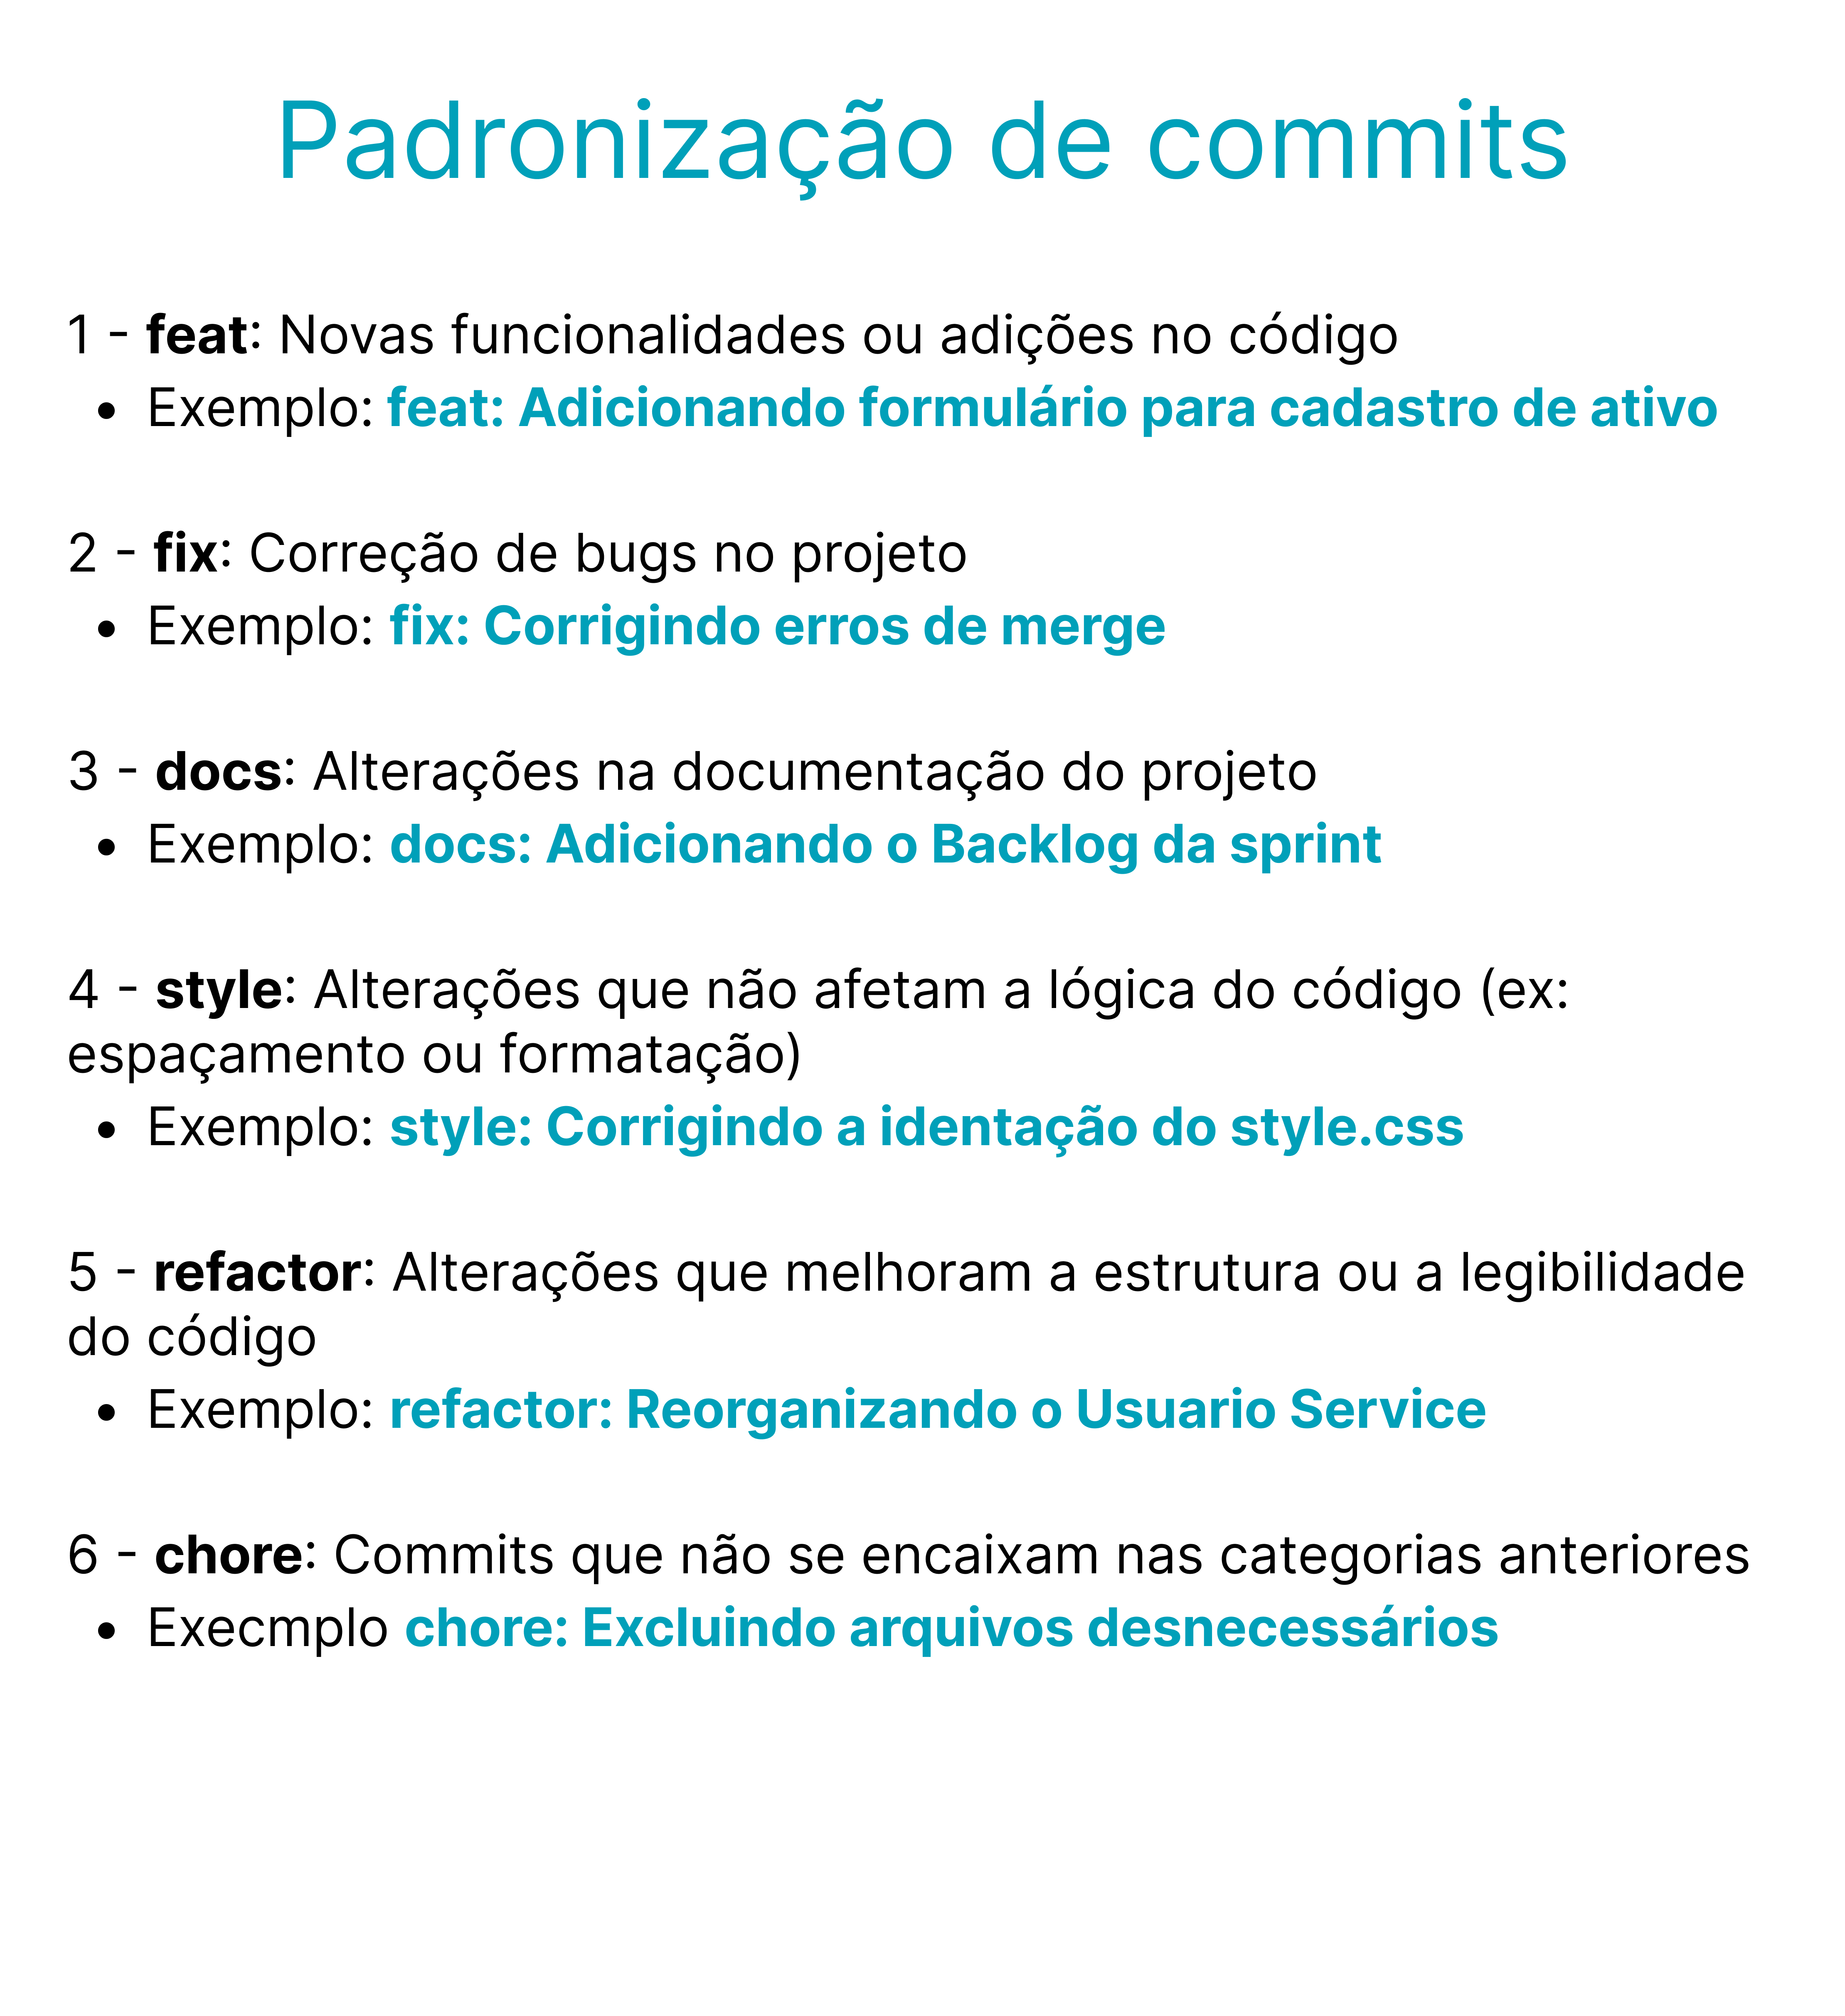 Padronização de commits
1 - feat: Novas funcionalidades ou adições no código
• Exemplo: feat: Adicionando formulário para cadastro de ativo
2 - fix: Correção de bugs no projeto
• Exemplo: fix: Corrigindo erros de merge
3 - docs: Alterações na documentação do projeto
• Exemplo: docs: Adicionando o Backlog da sprint
4 - style: Alterações que não afetam a lógica do código (ex:
espaçamento ou formatação)
• Exemplo: style: Corrigindo a identação do style.css
5 - refactor: Alterações que melhoram a estrutura ou a legibilidade
do código
• Exemplo: refactor: Reorganizando o Usuario Service
6 - chore: Commits que não se encaixam nas categorias anteriores
• Execmplo chore: Excluindo arquivos desnecessários